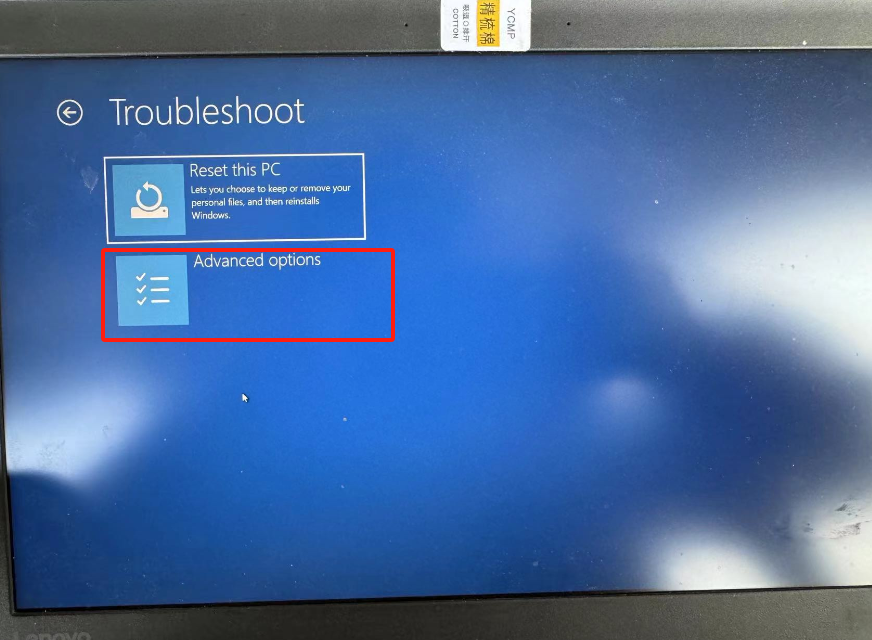 YCMP
精梳棉
COTTON
Troubleshoot
Reset this PC
Lets you choose to keep or remove your
personal files, and then reinstalls
Windows.
Advanced options
Lenovo